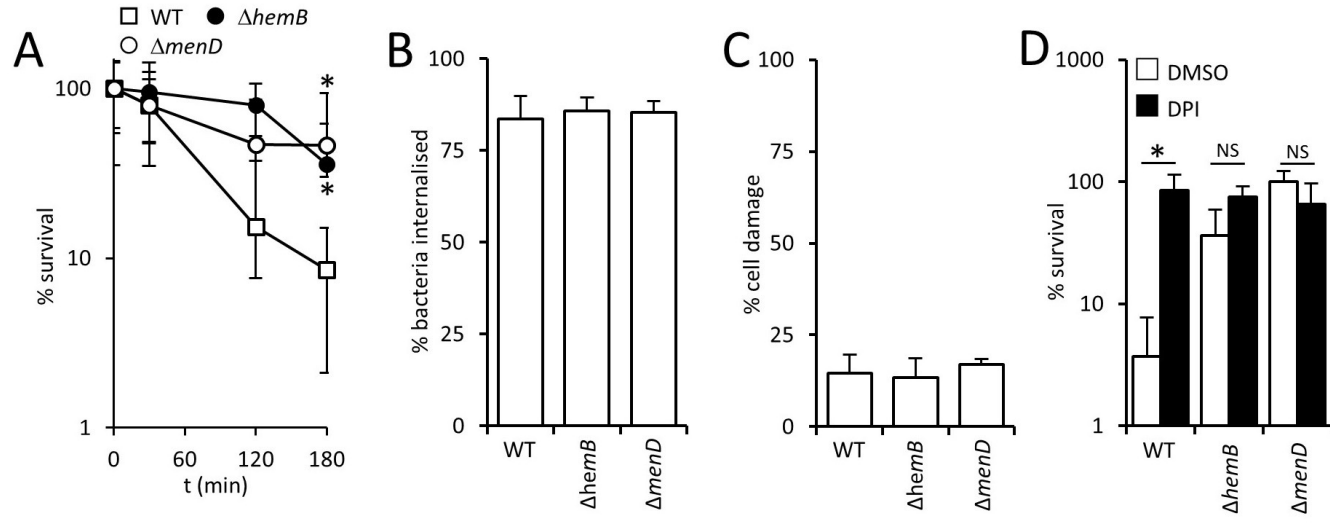 WT ΔhemB
ΔmenD
A
*
*
100
10
1
% survival
0 60 120 180
t (min)
B
100
75
50
25
0
% bacteria internalised
WT
ΔhemB
ΔmenD
C
100
75
50
25
0
% cell damage
WT
ΔhemB
ΔmenD
D
1000
100
10
1
% survival
DMSO
DPI
* NS NS
WT
ΔhemB
ΔmenD